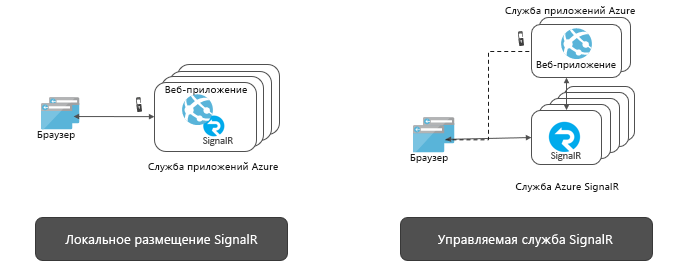 Веб-приложение
SignalR
Браузер
Служба приложений Azure
Локальное размещение SignalR
Служба приложений Azure
Веб-приложение
Браузер
SignalR
Служба Azure SignalR
Управляемая служба SignalR